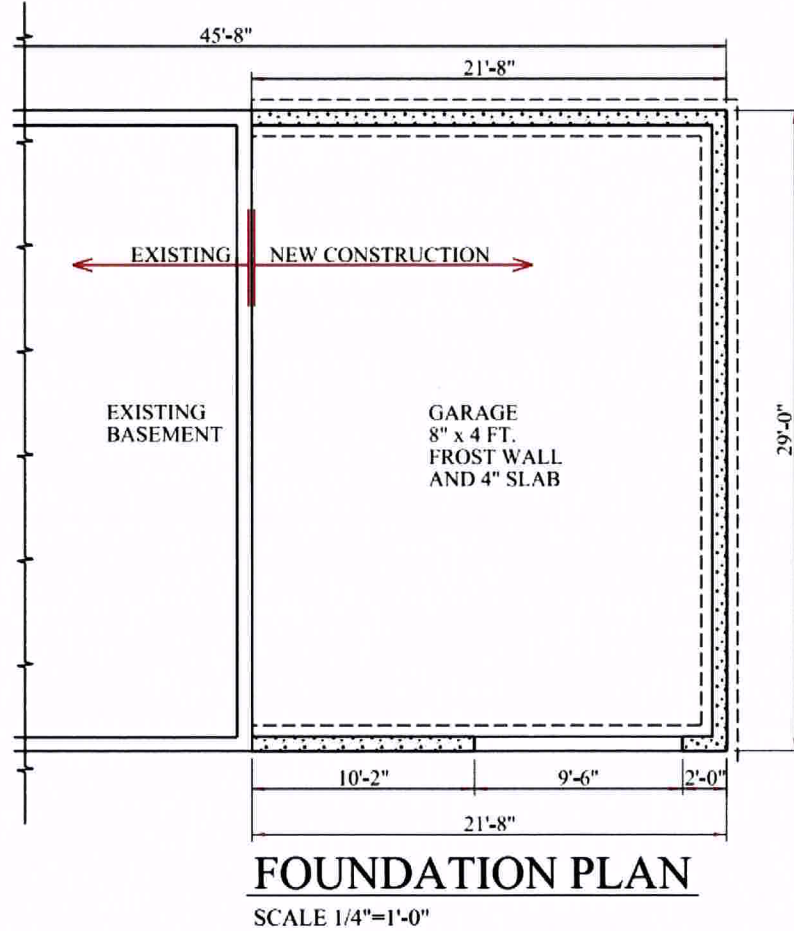 45'-8"
21'-8"
EXISTING NEW CONSTRUCTION
EXISTING
BASEMENT
GARAGE
8" x 4 FT.
FROST WALL
AND 4" SLAB
29'-0"
10'-2" 9'-6" 2'-0"
21'-8"
FOUNDATION PLAN
SCALE 1/4"=1'-0"